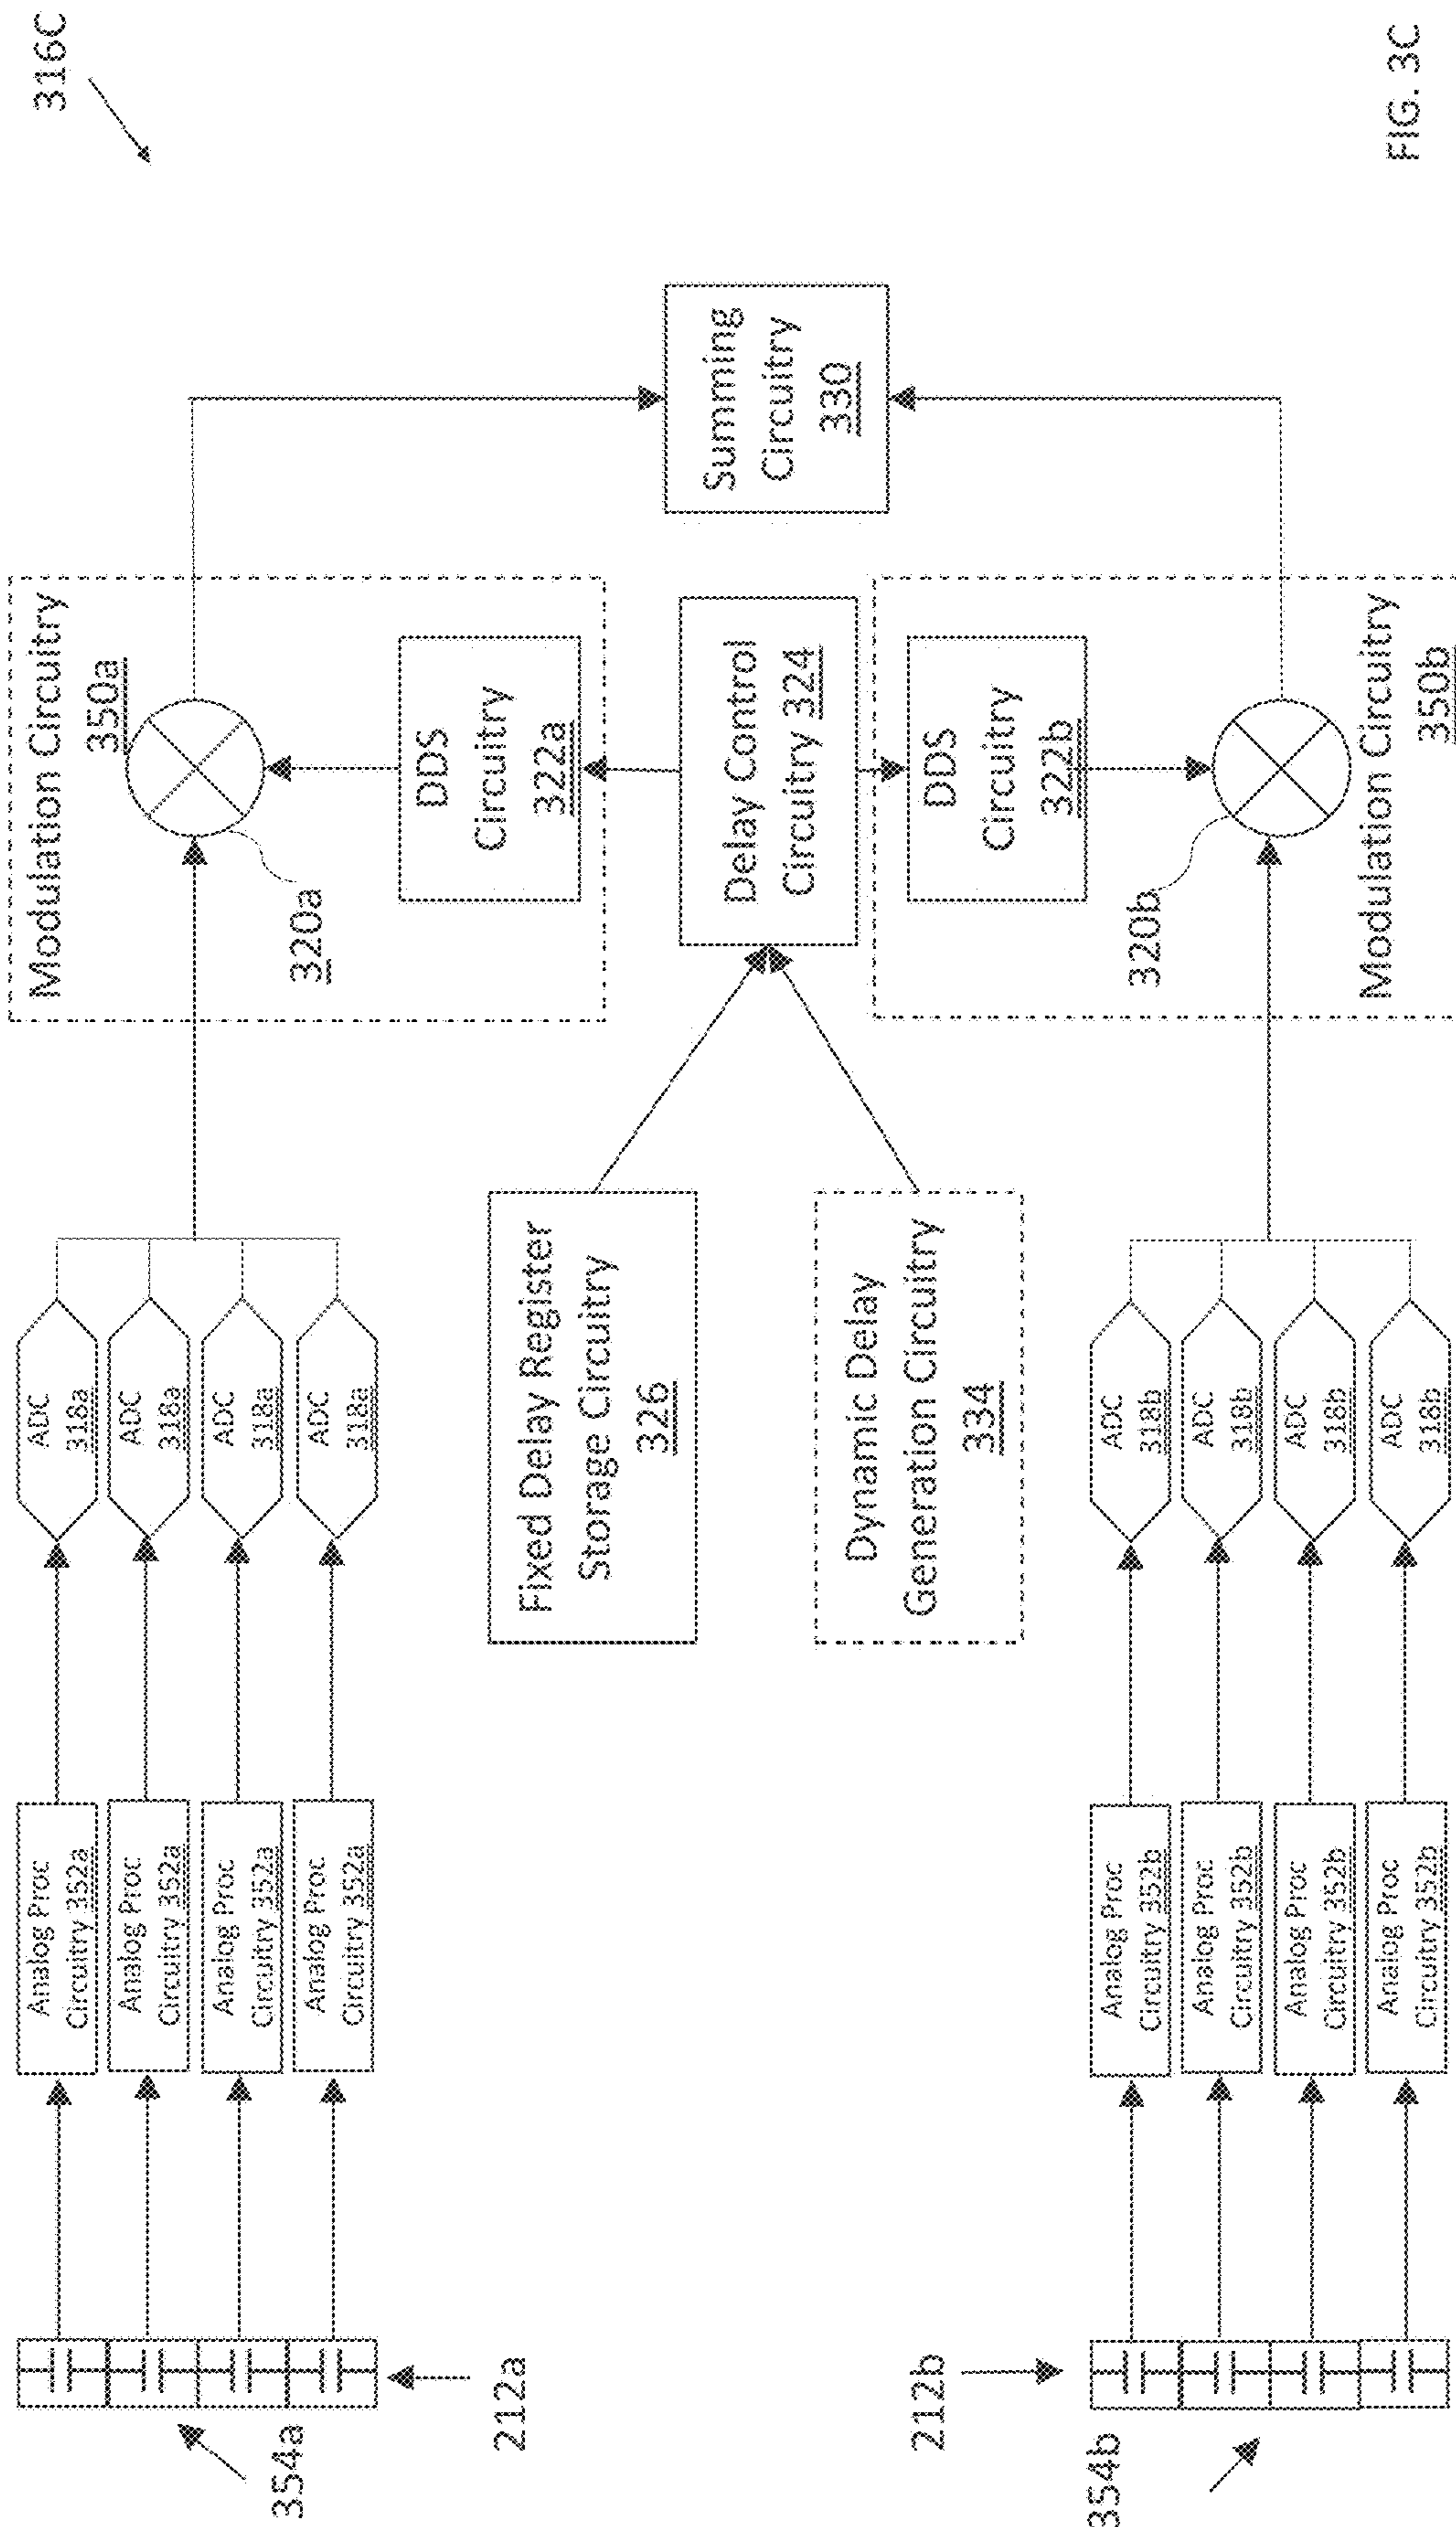 316C
354a
212a
Analog Proc
Circuitry 352a
Analog Proc
Circuitry 352a
Analog Proc
Circuitry 352a
Analog Proc
Circuitry 352a
ADC
318a
ADC
318a
ADC
318a
ADC
318a
Modulation Circuitry
350a
320a
DDS
Circuitry
322a
Fixed Delay Register
Storage Circuitry
326
Delay Control
Circuitry 324
Summing
Circuitry
330
Dynamic Delay
Generation Circuitry
334
DDS
Circuitry
322b
320b
Modulation Circuitry
350b
212b
354b
Analog Proc
Circuitry 352b
Analog Proc
Circuitry 352b
Analog Proc
Circuitry 352b
Analog Proc
Circuitry 352b
ADC
318b
ADC
318b
ADC
318b
ADC
318b
FIG. 3C